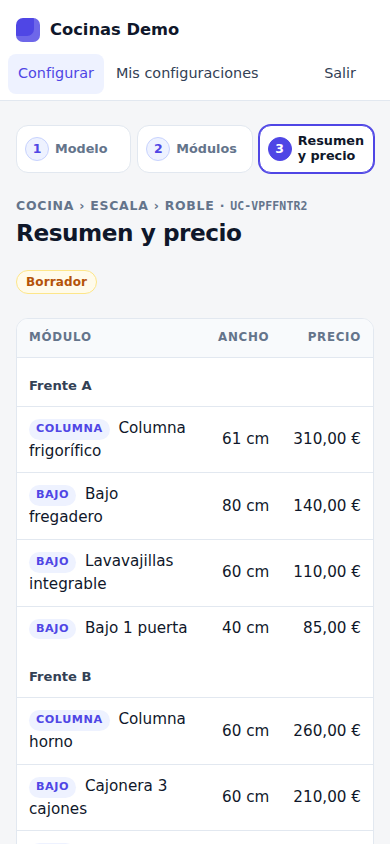 Cocinas Demo
Configurar Mis configuraciones Salir
1 Modelo 2 Módulos 3 Resumen y precio
COCINA › ESCALA › ROBLE · UC-VPFFNTR2
Resumen y precio
Borrador
MÓDULO ANCHO PRECIO
Frente A
COLUMNA Columna frigorífico 61 cm 310,00 €
BAJO Bajo fregadero 80 cm 140,00 €
BAJO Lavavajillas integrable 60 cm 110,00 €
BAJO Bajo 1 puerta 40 cm 85,00 €
Frente B
COLUMNA Columna horno 60 cm 260,00 €
BAJO Cajonera 3 cajones 60 cm 210,00 €